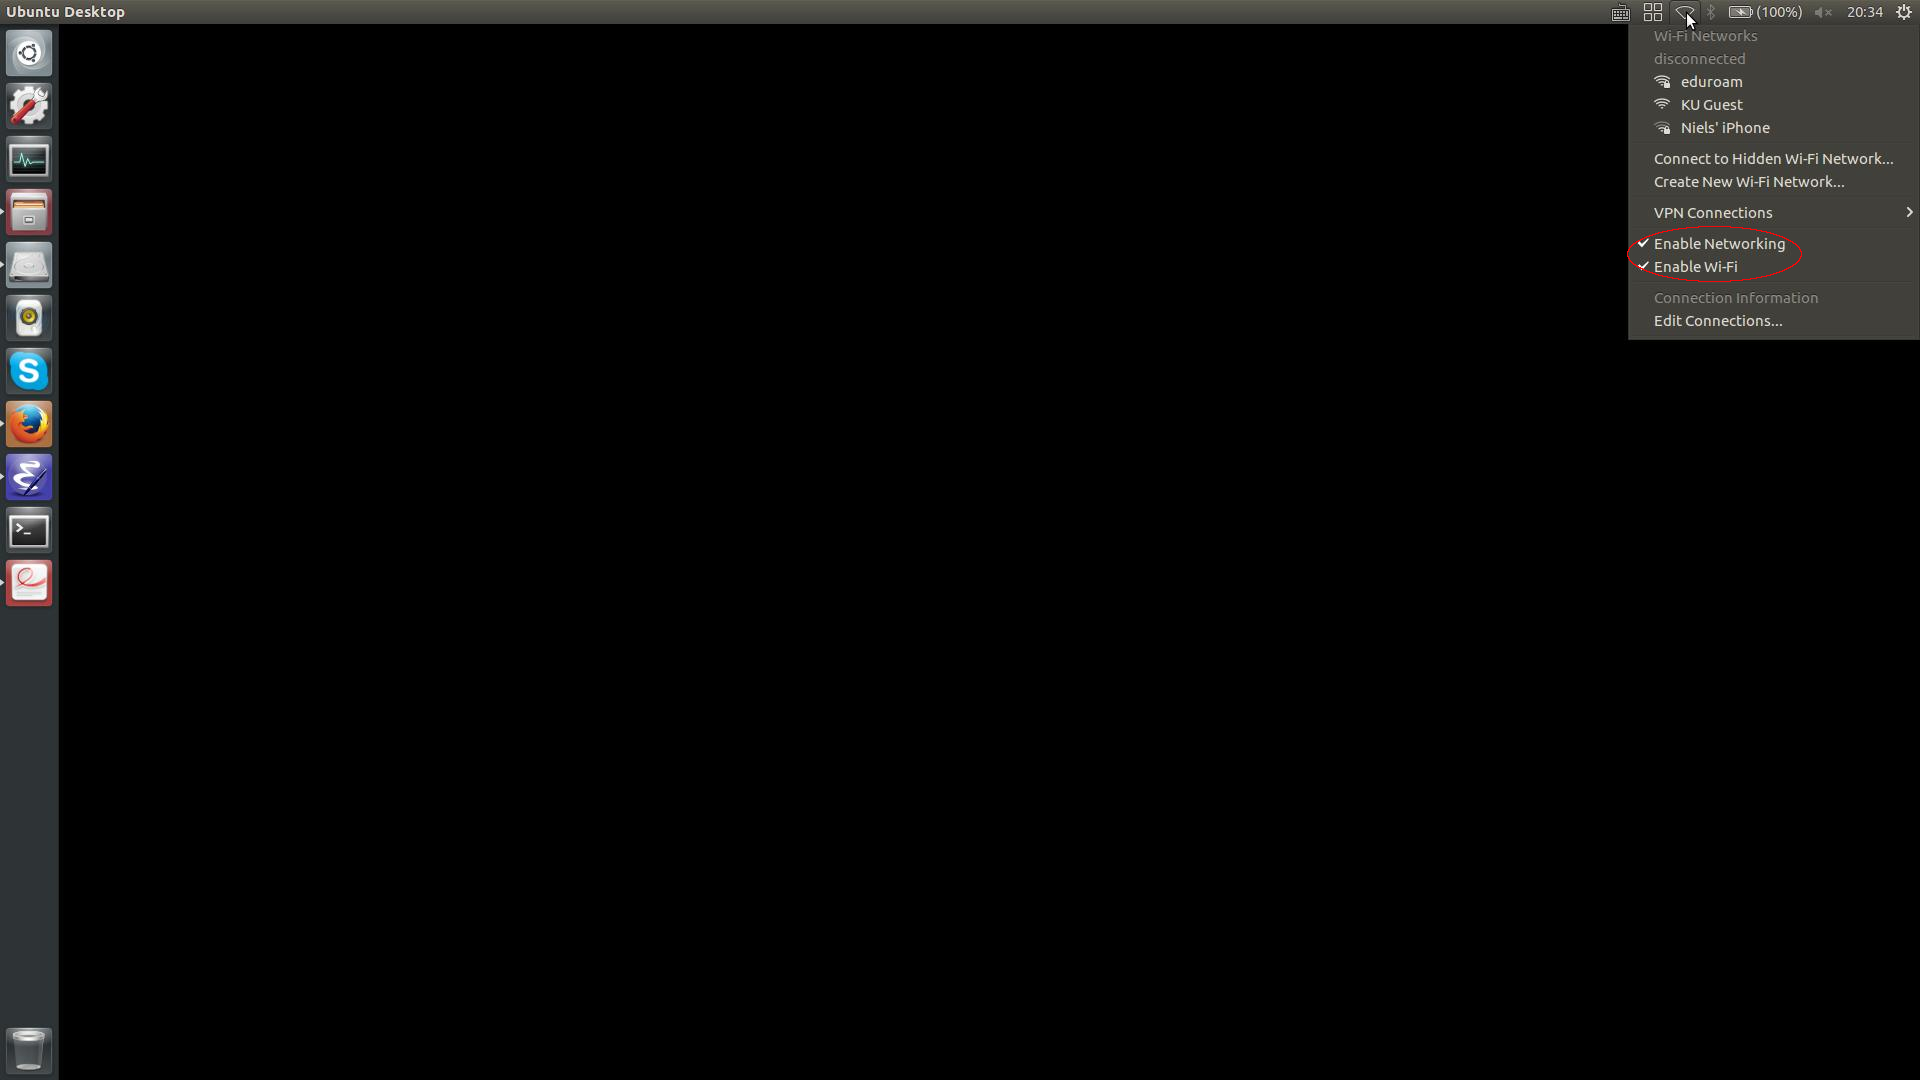 Ubuntu Desktop
(100%)
20:34
Wi-Fi Networks
disconnected
eduroam
KU Guest
Niels' iPhone
Connect to Hidden Wi-Fi Network...
Create New Wi-Fi Network...
VPN Connections
Enable Networking
Enable Wi-Fi
Connection Information
Edit Connections...